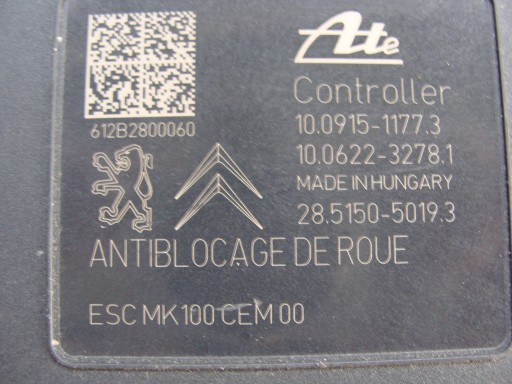 Ate
Controller
612B2800060
10.0915-1177.3
10.0622-3278.1
MADE IN HUNGARY
28.5150-5019.3
ANTIBLOCAGE DE ROUE
ESC MK100 CEM 00